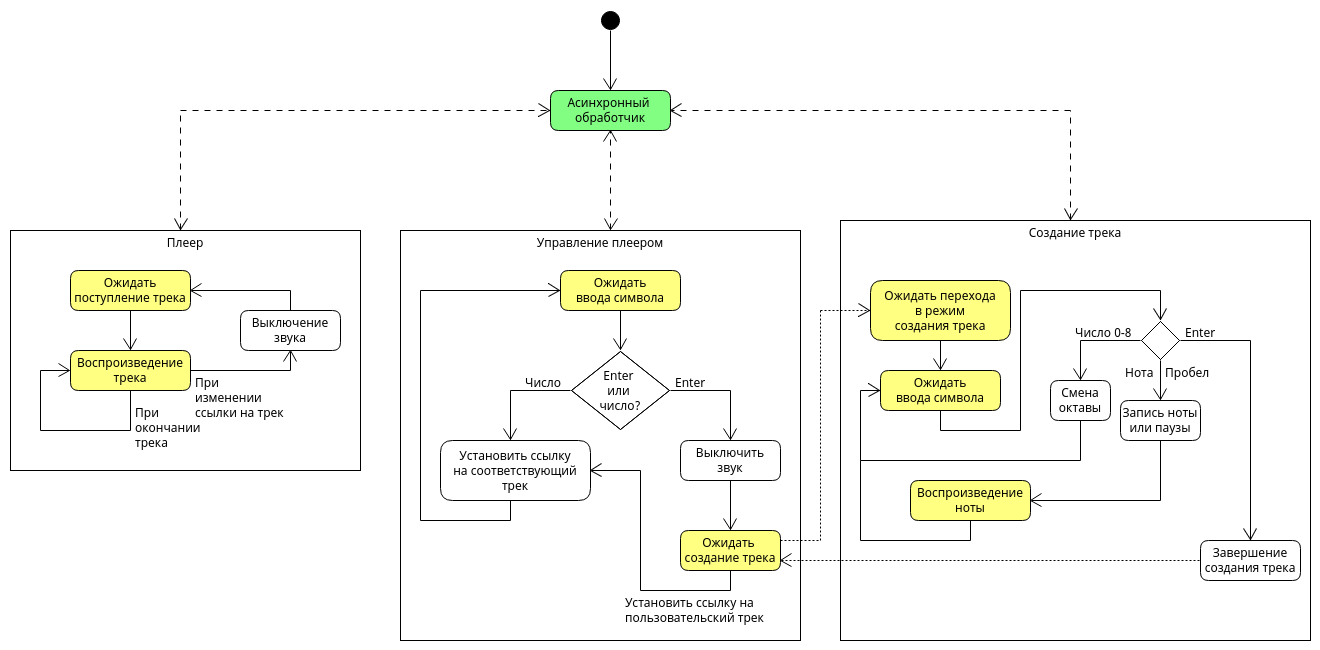 Асинхронный
обработчик
Плеер
Ожидать
поступление трека
Выключение
звука
Воспроизведение
трека
При
изменении
ссылки на трек
При
окончании
трека
Управление плеером
Ожидать
ввода символа
Enter
или
число?
Число
Enter
Установить ссылку
на соответствующий
трек
Выключить
звук
Ожидать
создание трека
Установить ссылку на
пользовательский трек
Создание трека
Ожидать перехода
в режим
создания трека
Ожидать
ввода символа
Число 0-8
Enter
Нота
Пробел
Смена
октавы
Запись ноты
или паузы
Воспроизведение
ноты
Завершение
создания трека